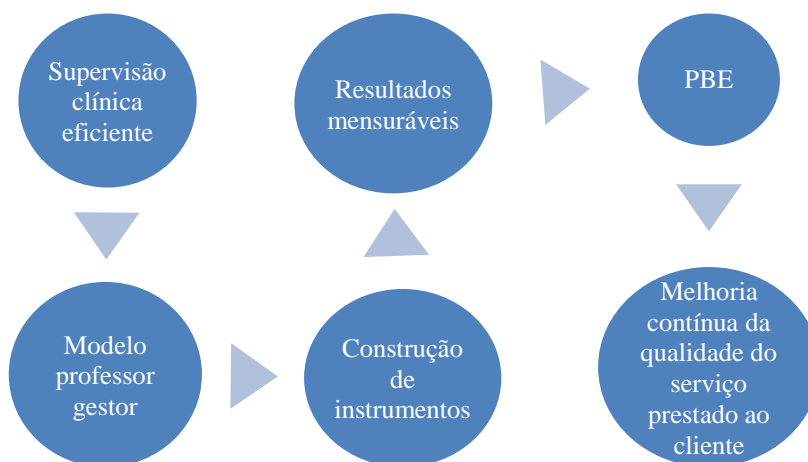 Supervisão
clínica
eficiente
Modelo
professor
gestor
Construção
de
instrumentos
Resultados
mensuráveis
PBE
Melhoria
contínua da
qualidade do
serviço
prestado ao
cliente